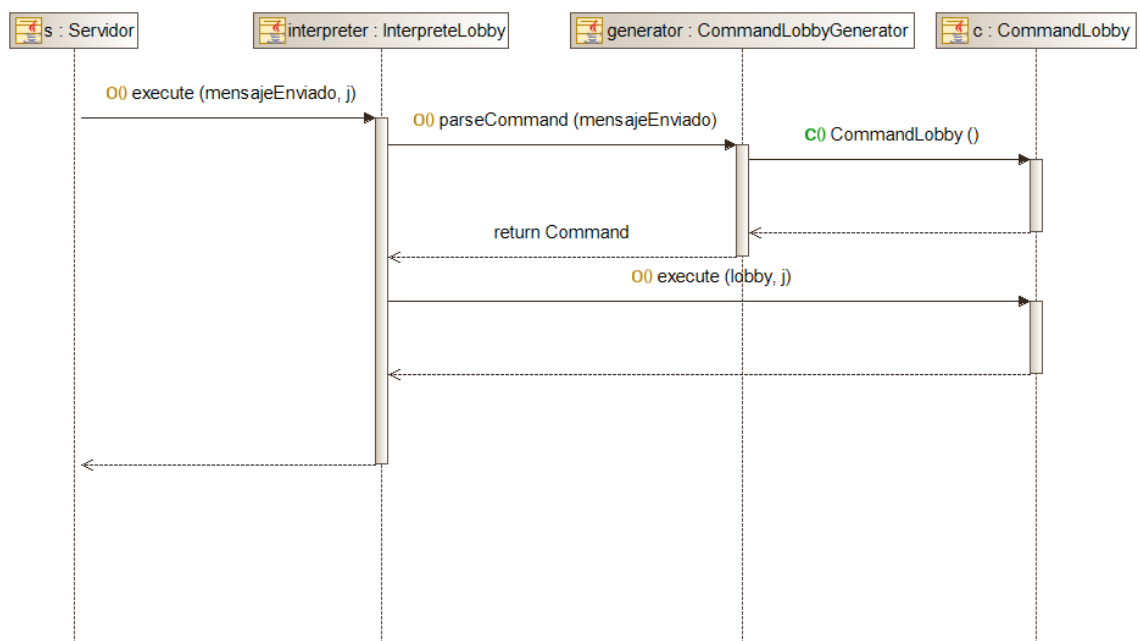 s : Servidor
interpreter : InterpreteLobby
generator : CommandLobbyGenerator
c : CommandLobby
O() execute (mensajeEnviado, j)
O() parseCommand (mensajeEnviado)
C() CommandLobby ()
return Command
O() execute (lobby, j)